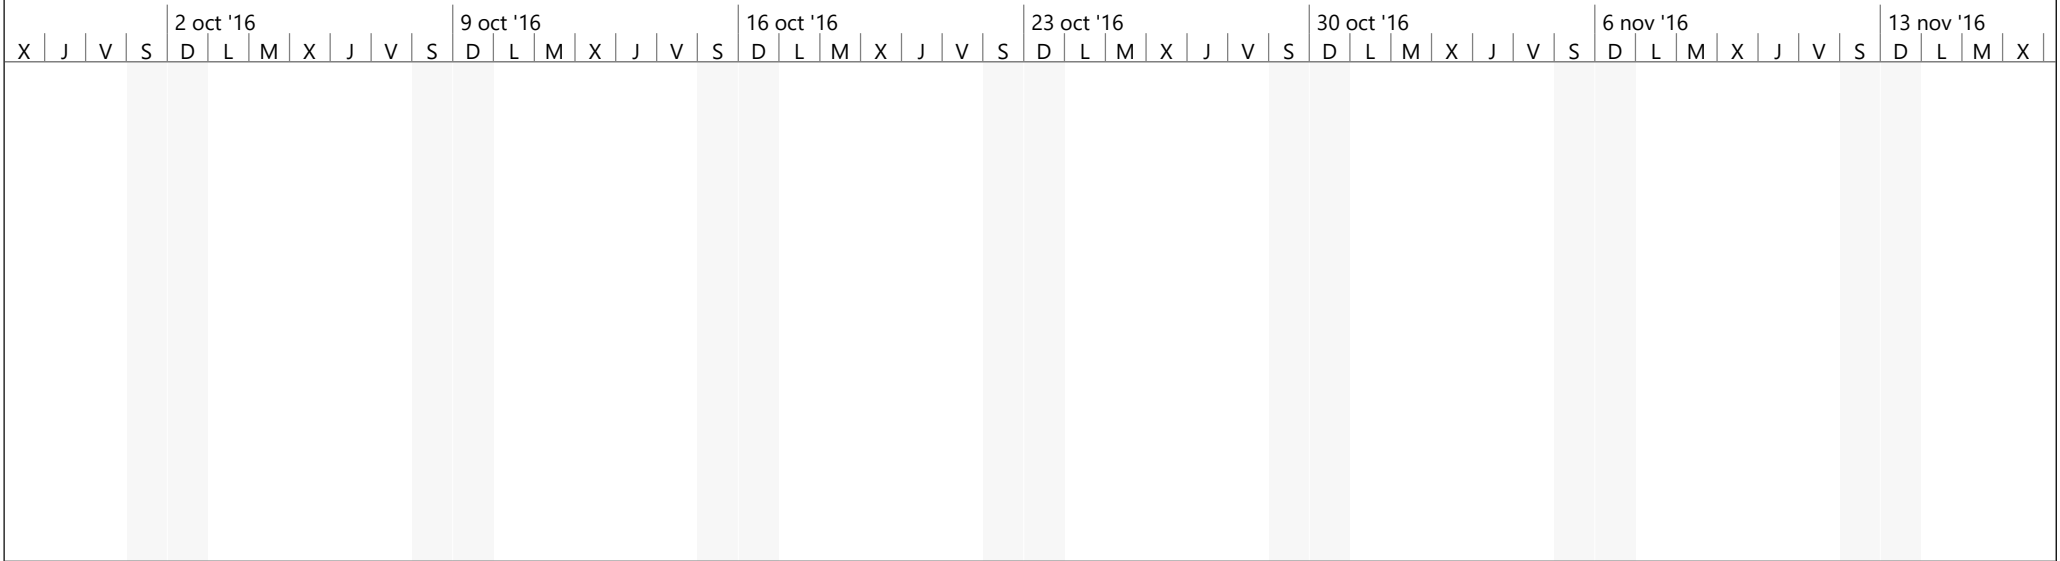 2 oct '16 9 oct '16 16 oct '16 23 oct '16 30 oct '16 6 nov '16 13 nov '16
X J V S D L M X J V S D L M X J V S D L M X J V S D L M X J V S D L M X J V S D L M X